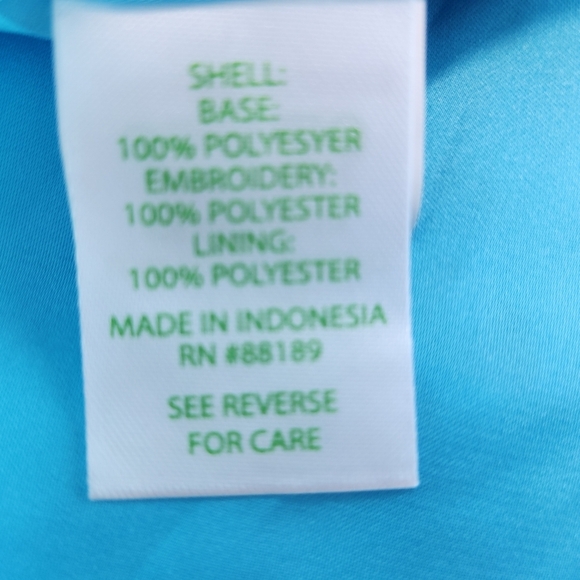 SHELL:
BASE:
100% POLYESYER
EMBROIDERY:
100% POLYESTER
LINING:
100% POLYESTER
MADE IN INDONESIA
RN #88189
SEE REVERSE
FOR CARE